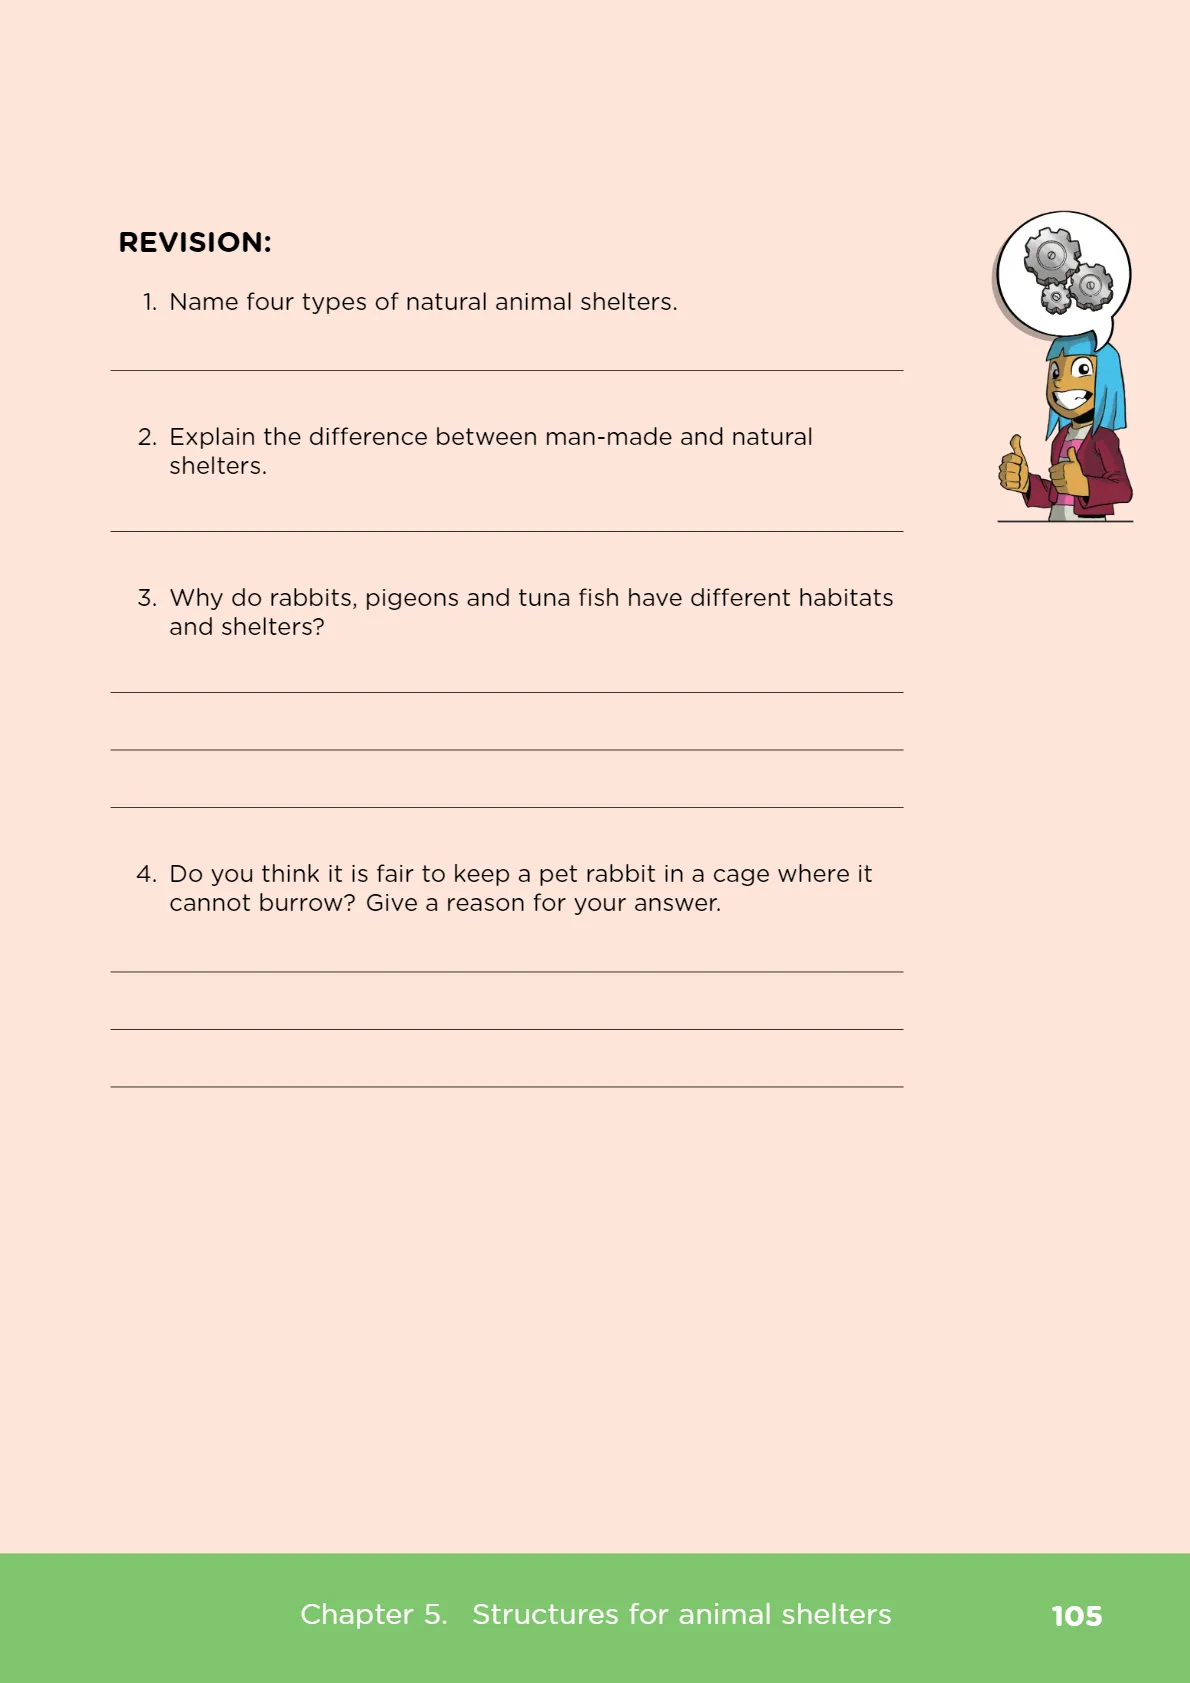 REVISION:
1. Name four types of natural animal shelters.
2. Explain the difference between man-made and natural
shelters.
3. Why do rabbits, pigeons and tuna fish have different habitats
and shelters?
4. Do you think it is fair to keep a pet rabbit in a cage where it
cannot burrow? Give a reason for your answer.
Chapter 5. Structures for animal shelters 105